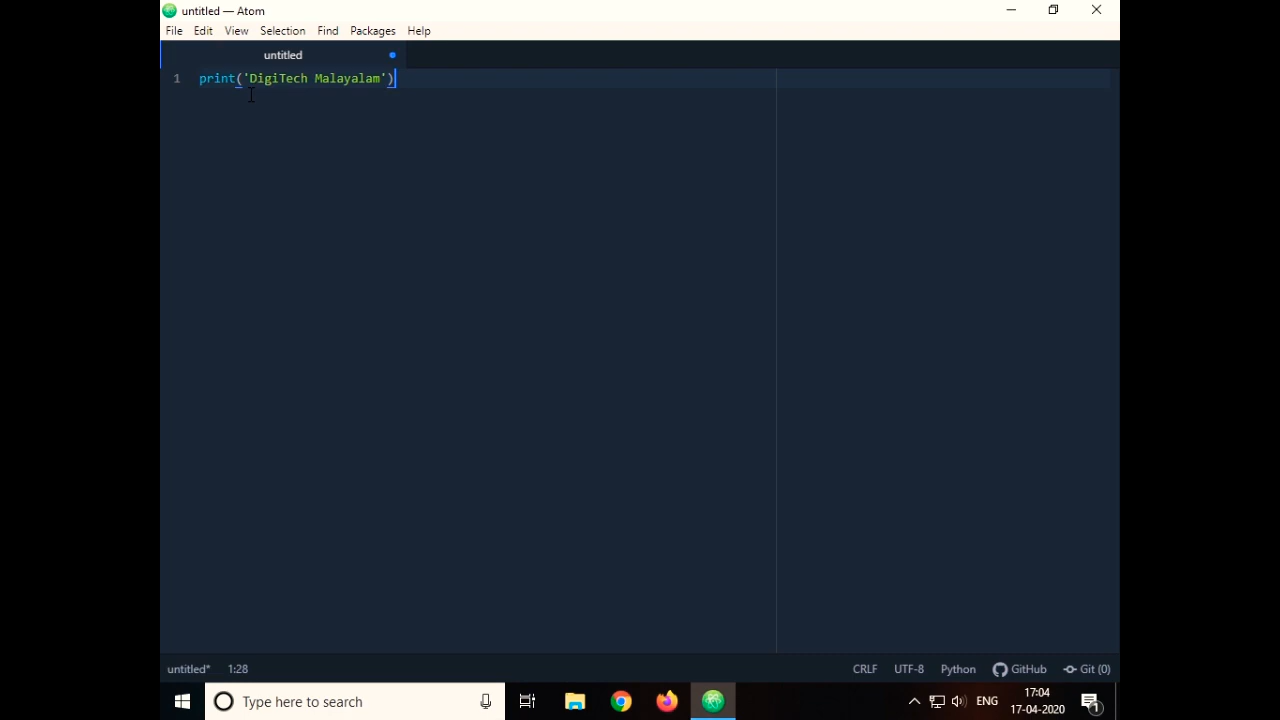 untitled — Atom
File Edit View Selection Find Packages Help
untitled
1 print('DigiTech Malayalam')
untitled* 1:28 CRLF UTF-8 Python GitHub Git (0)
Type here to search ENG 17:04
17-04-2020 1